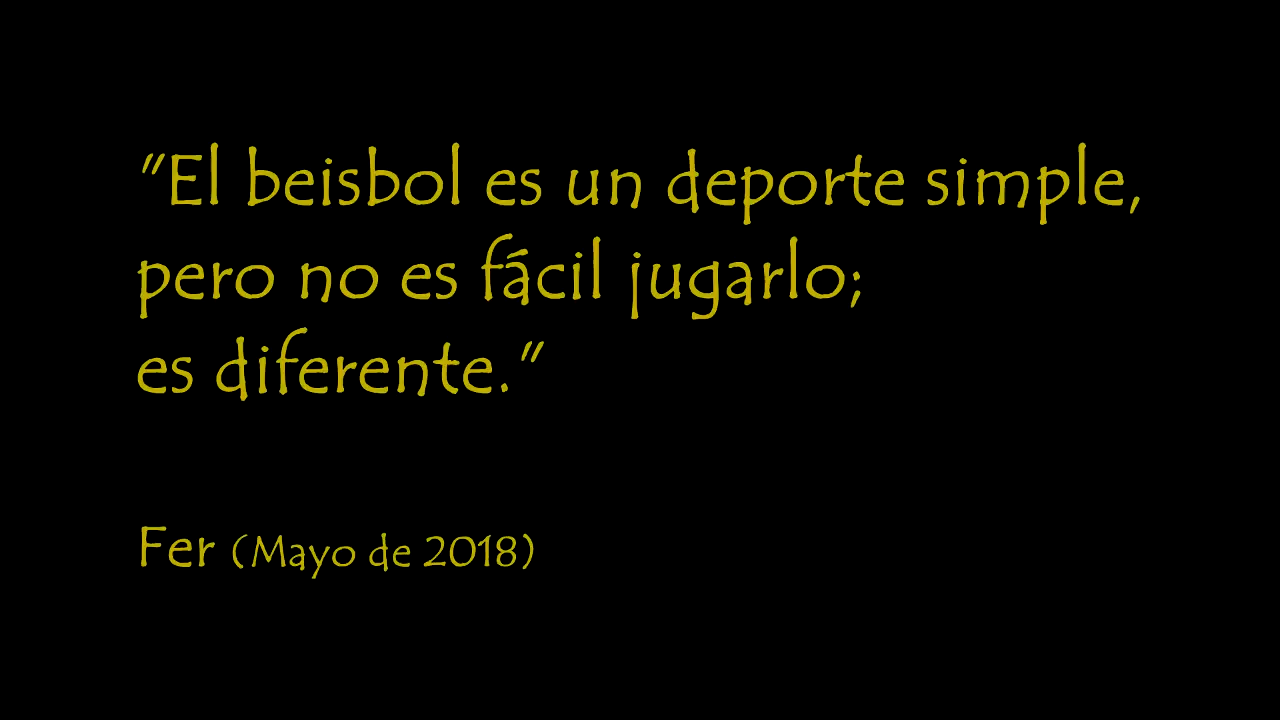 "El beisbol es un deporte simple,
pero no es fácil jugarlo;
es diferente."
Fer (Mayo de 2018)